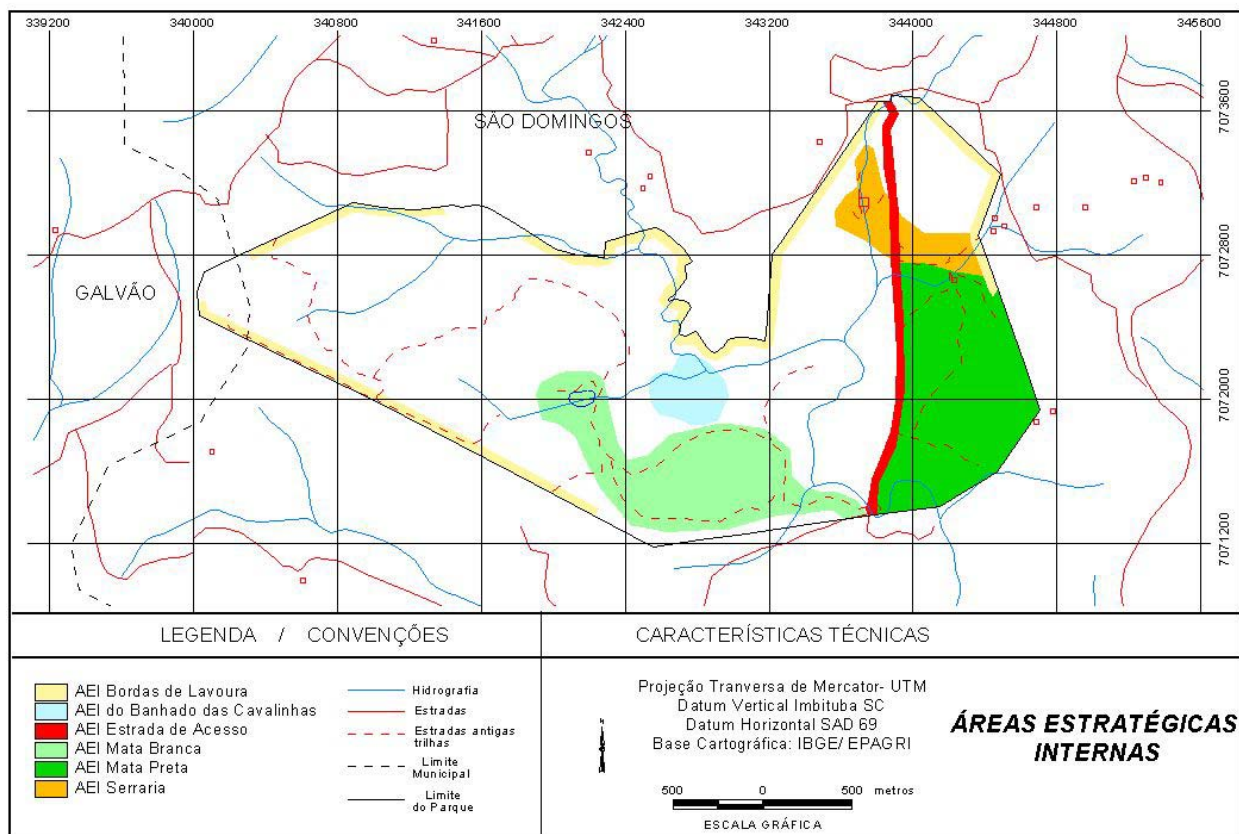 339200 340000 340800 341600 342400 343200 344000 344800 345600
7073600
SÃO DOMINGOS
7072800
GALVÃO
7072000
7071200
LEGENDA / CONVENÇÕES
AEI Bordas de Lavoura
AEI do Banhado das Cavalinhas
AEI Estrada de Acesso
AEI Mata Branca
AEI Mata Preta
AEI Serraria
Hidrografia
Estradas
Estradas antigas
trilhas
Limite
Municipal
Limite
do Parque
CARACTERÍSTICAS TÉCNICAS
Projeção Tranversa de Mercator- UTM
Datum Vertical Imbituba SC
Datum Horizontal SAD 69
Base Cartográfica: IBGE/ EPAGRI
500 0 500 metros
ESCALA GRÁFICA
ÁREAS ESTRATÉGICAS
INTERNAS